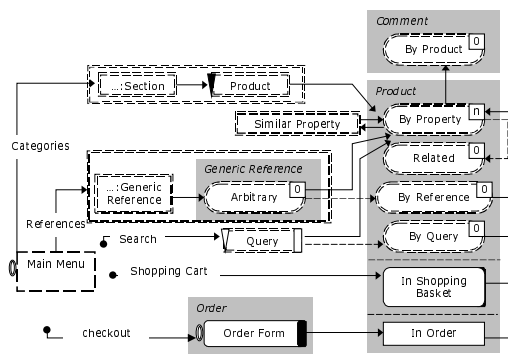 Comment
By Product
0
...:Section
Product
Product
By Property
n
Similar Property
Categories
Related
0
Generic Reference
...:Generic
Reference
Arbitrary
0
By Reference
0
References
Search
Query
By Query
0
Main Menu
Shopping Cart
In Shopping
Basket
Order
checkout
Order Form
In Order